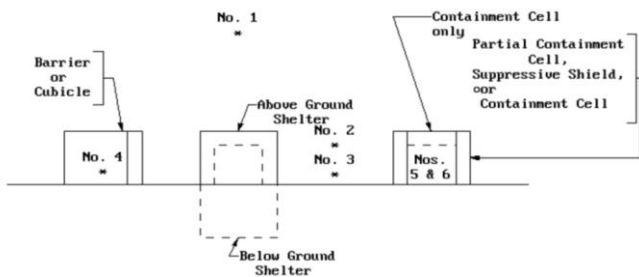 No. 1
*
Containment Cell
only
Partial Containment
Cell,
Suppressive Shield,
or
Containment Cell
Barrier
or
Cubicle
Above Ground
Shelter
No. 2
*
No. 3
*
No. 4
*
Nos.
5 & 6
Below Ground
Shelter